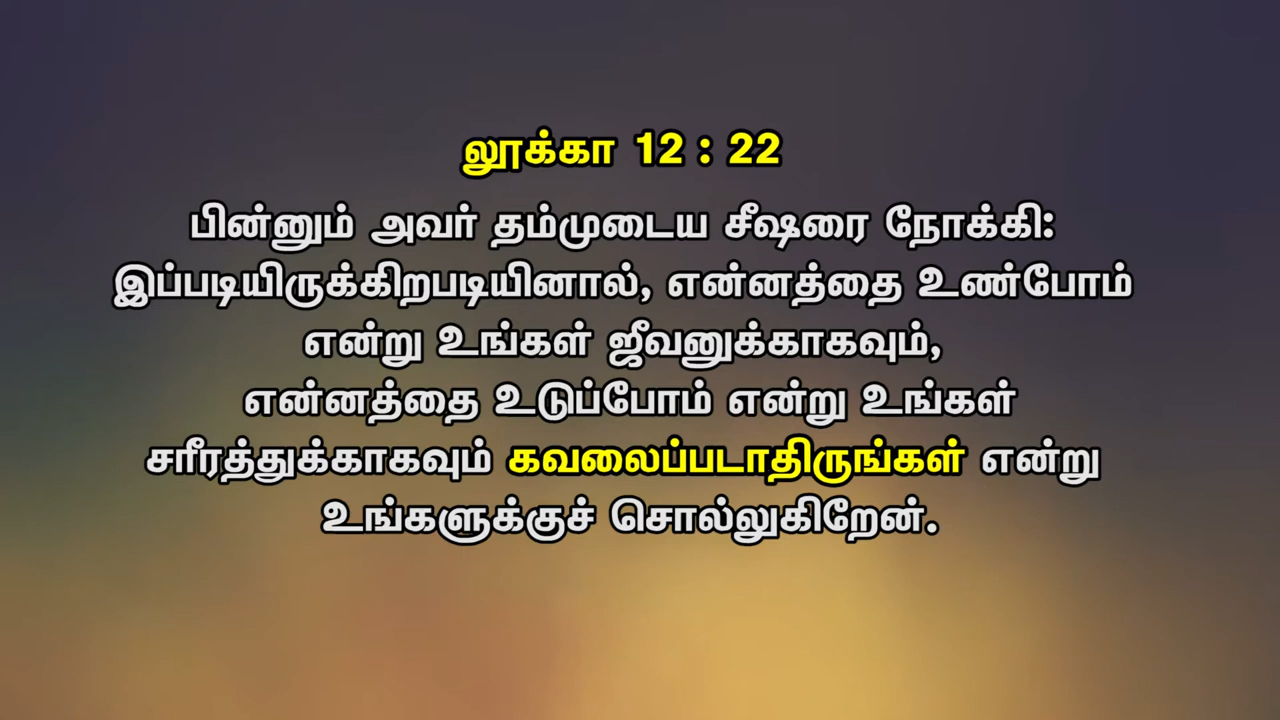 லூக்கா 12 : 22
பின்னும் அவர் தம்முடைய சீஷரை நோக்கி:
இப்படியிருக்கிறபடியினால், என்னத்தை உண்போம்
என்று உங்கள் ஜீவனுக்காகவும்,
என்னத்தை உடுப்போம் என்று உங்கள்
சரீரத்துக்காகவும் கவலைப்படாதிருங்கள் என்று
உங்களுக்குச் சொல்லுகிறேன்.